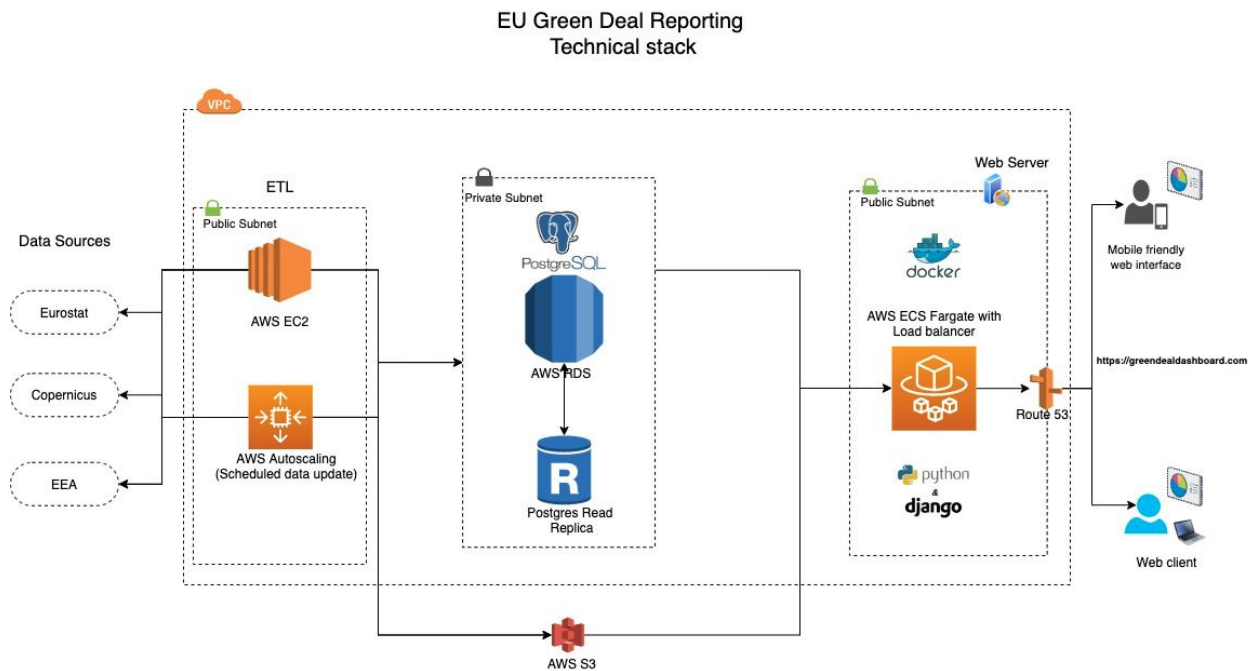 EU Green Deal Reporting
Technical stack
VPC
Data Sources
Eurostat
Copernicus
EEA
ETL
Public Subnet
AWS EC2
AWS Autoscaling
(Scheduled data update)
Private Subnet
PostgreSQL
AWS RDS
R
Postgres Read
Replica
AWS S3
Web Server
Public Subnet
docker
AWS ECS Fargate with
Load balancer
python
&
django
Route 53
Mobile friendly
web interface
https://greendealdashboard.com
Web client